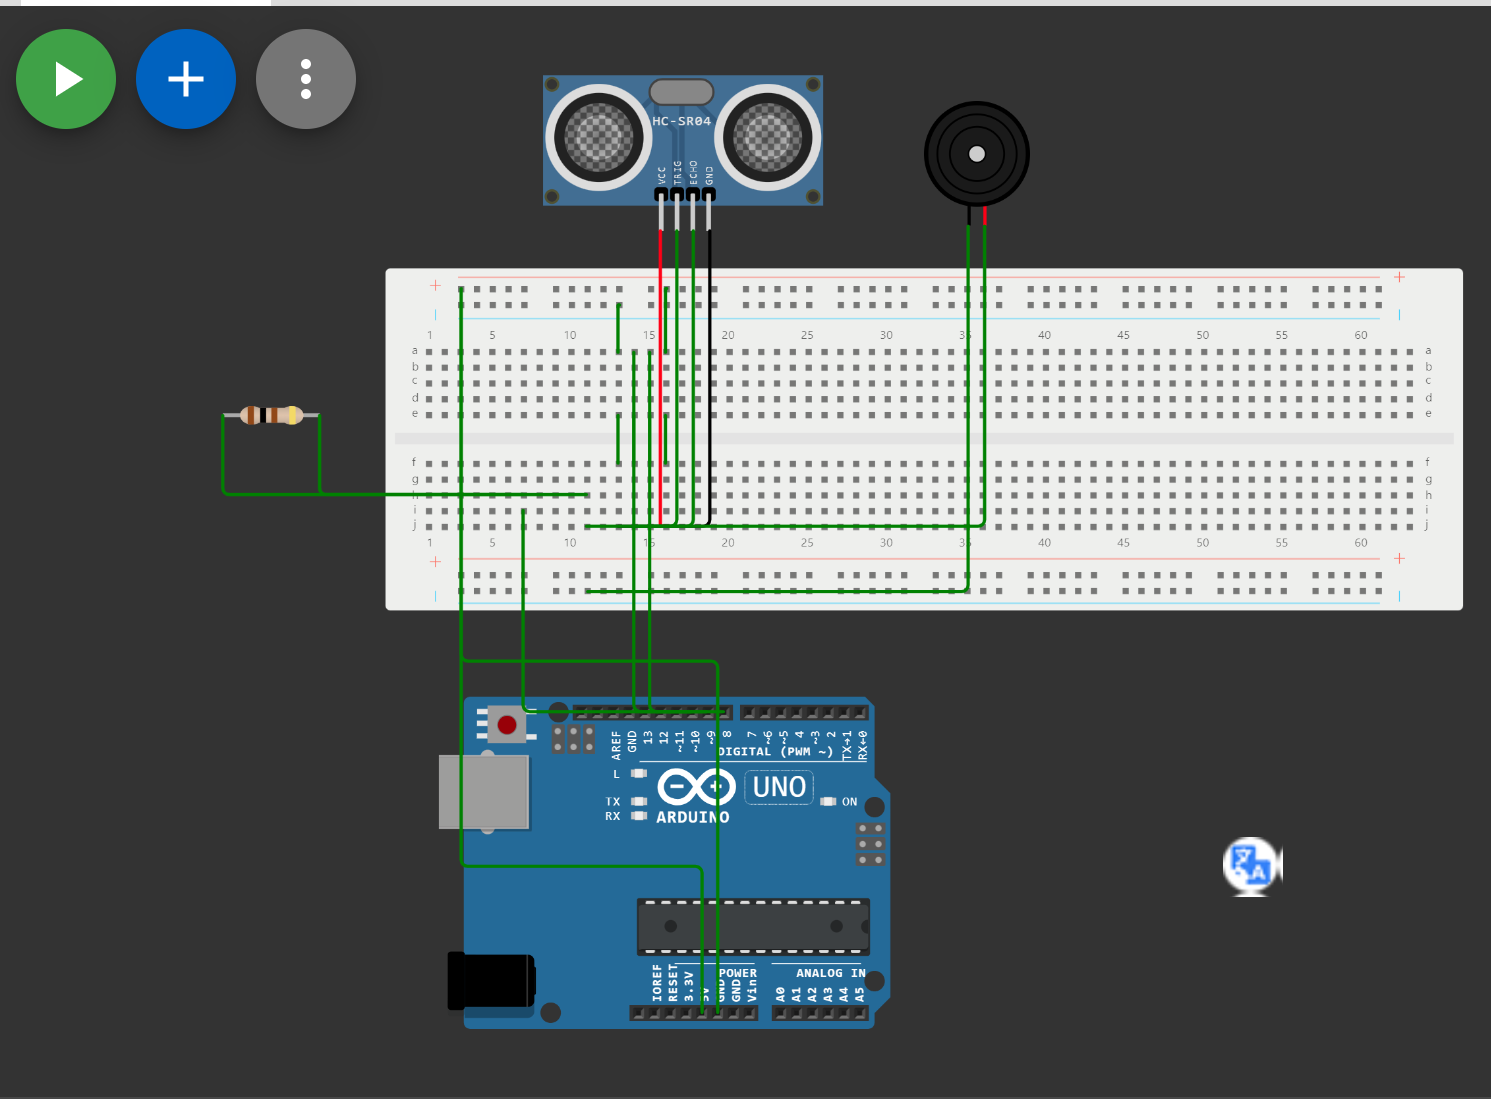 HC-SR04
VCC TRIG ECHO GND
+ +
| |
1 5 10 15 20 25 30 35 40 45 50 55 60
a a
b b
c c
d d
e e
f f
g g
h h
i i
j j
1 5 10 15 20 25 30 35 40 45 50 55 60
+ +
| |
AREF GND 13 12 ~11 ~10 ~9 8 7 ~6 ~5 4 ~3 2 TX→1 RX←0
DIGITAL (PWM ~)
L
UNO
TX ON
RX ARDUINO
POWER ANALOG IN
IOREF RESET 3.3V 5V GND GND Vin A0 A1 A2 A3 A4 A5
文 A